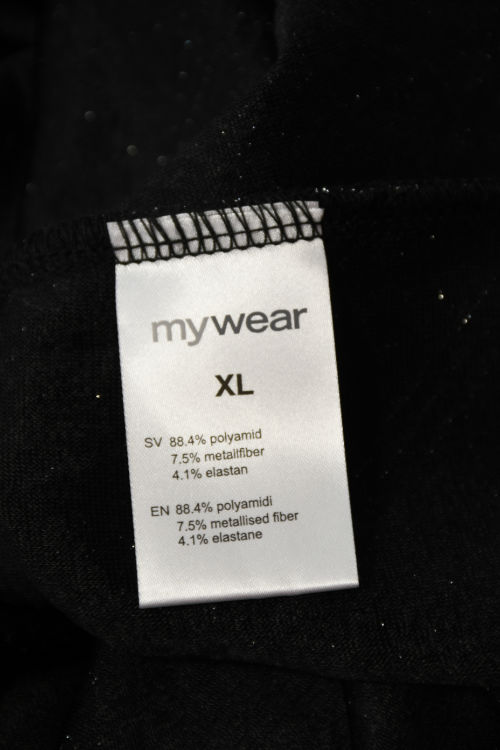 mywear
XL
SV 88.4% polyamid
7.5% metallfiber
4.1% elastan
EN 88.4% polyamidi
7.5% metallised fiber
4.1% elastane